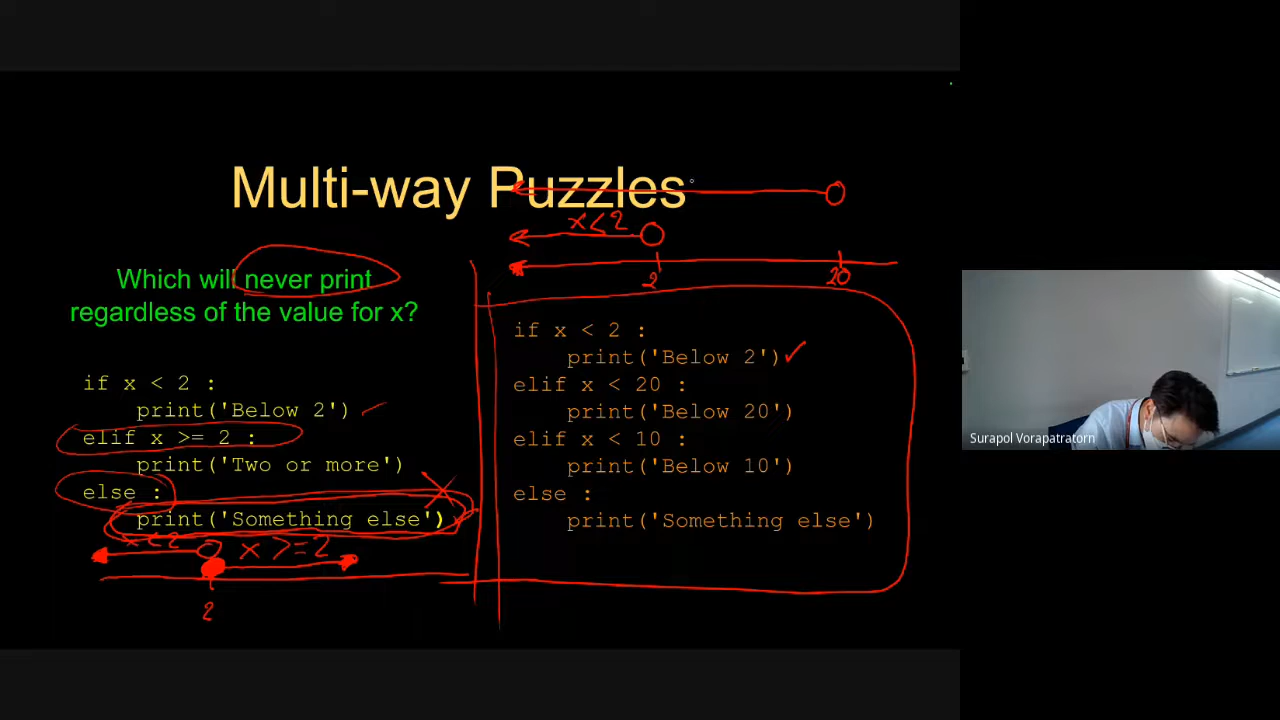 Multi-way Puzzles
x<2
2
20
Which will never print
regardless of the value for x?
if x < 2 :
    print('Below 2')
elif x >= 2 :
    print('Two or more')
else :
    print('Something else')
x<2
x >=2
2
if x < 2 :
    print('Below 2')
elif x < 20 :
    print('Below 20')
elif x < 10 :
    print('Below 10')
else :
    print('Something else')
Surapol Vorapatratorn